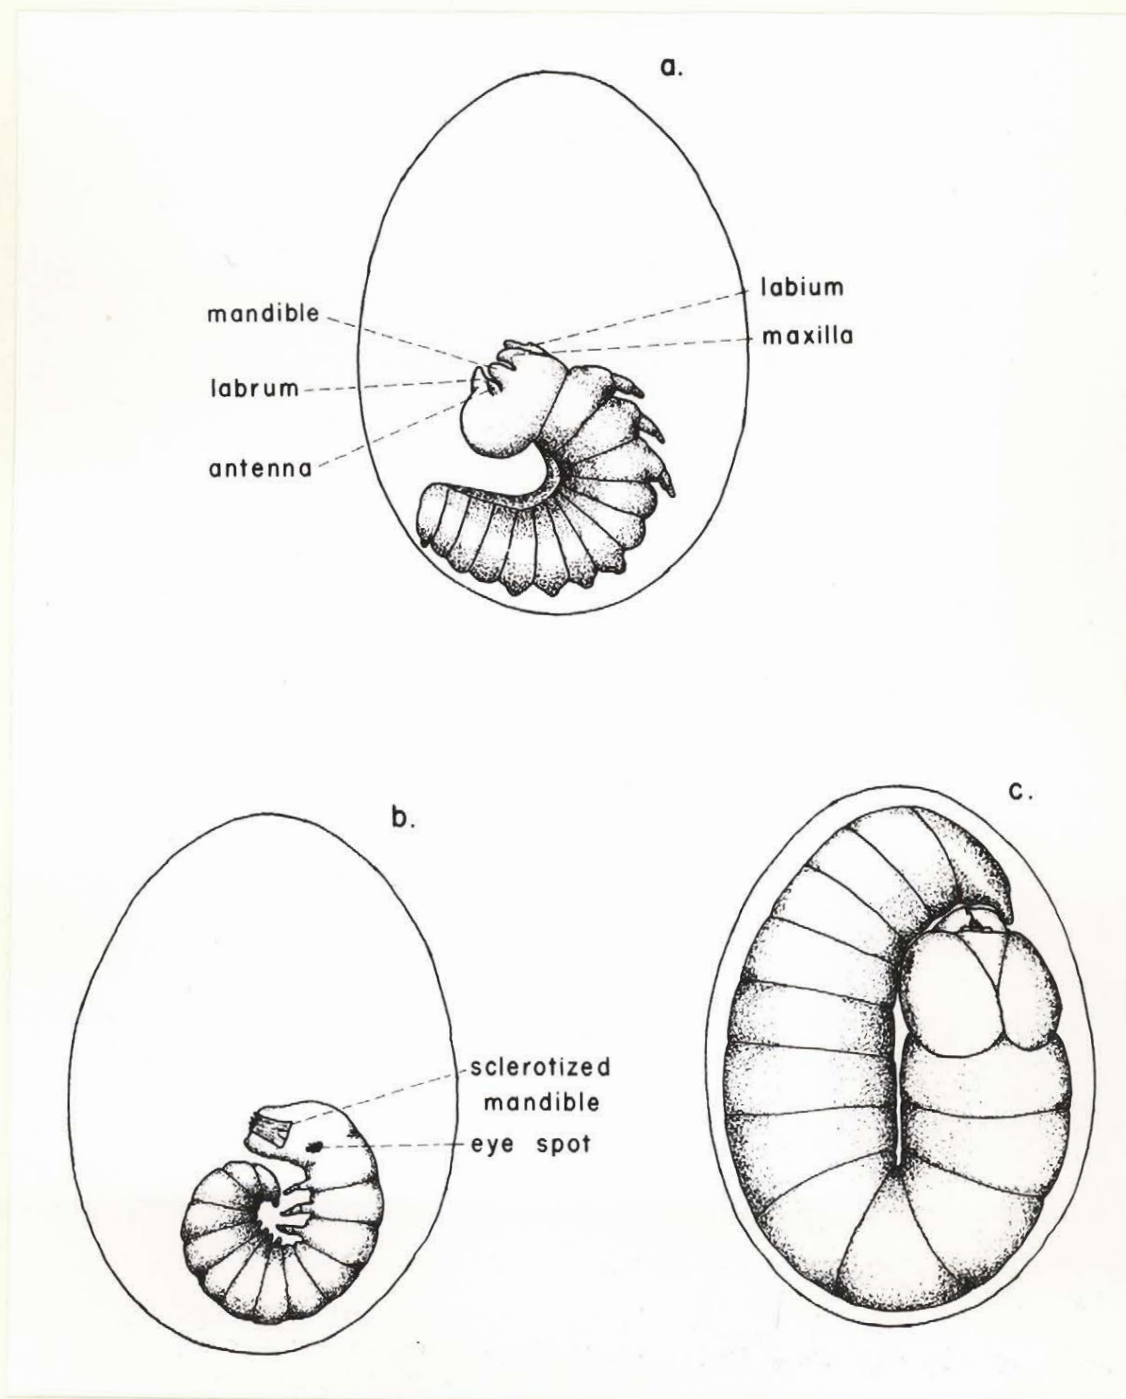 a.
labium
mandible
maxilla
labrum
antenna
b.
c.
sclerotized
mandible
eye spot